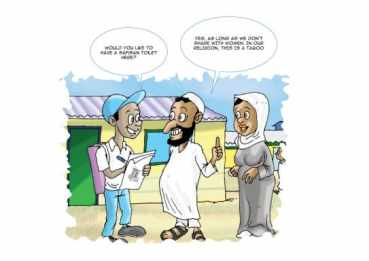 WOULD YOU LIKE TO
HAVE A SAFISAN TOILET
HERE?
YES, AS LONG AS WE DON'T
SHARE WITH WOMEN. IN OUR
RELIGION, THIS IS A TABOO